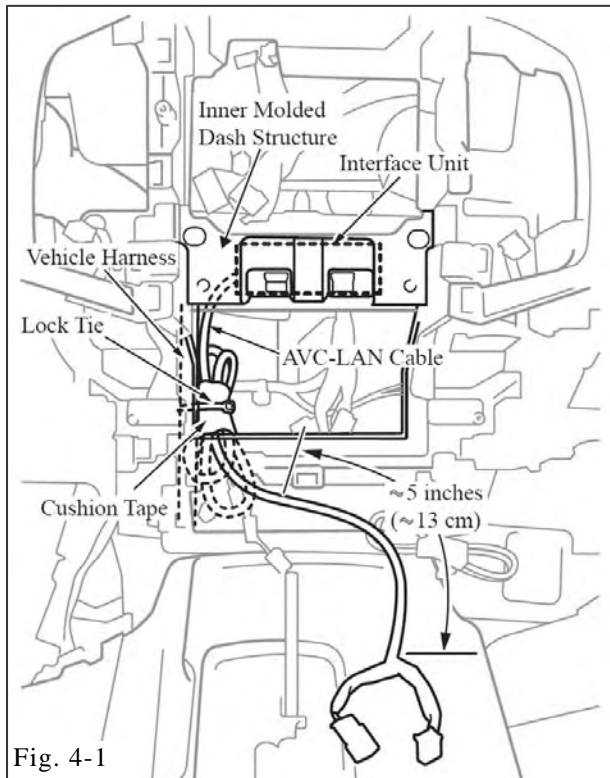 Inner Molded
Dash Structure
Interface Unit
Vehicle Harness
Lock Tie
AVC-LAN Cable
Cushion Tape
≈5 inches
(≈13 cm)
Fig. 4-1